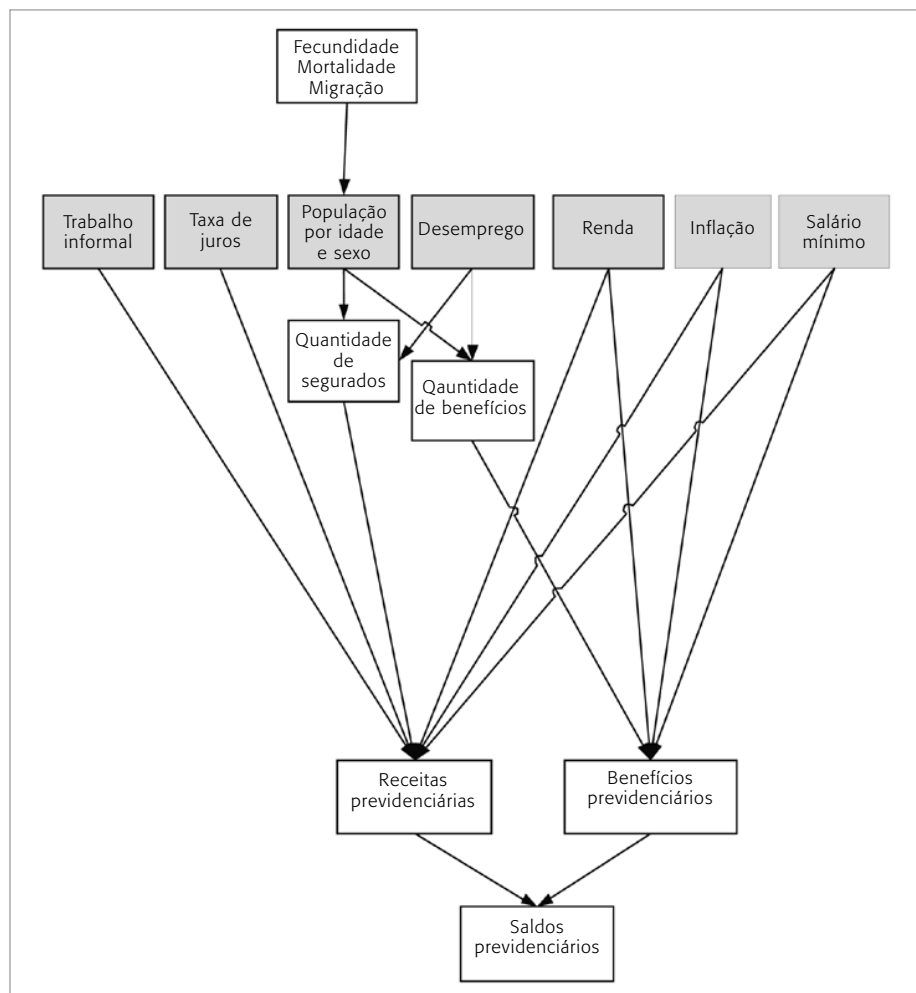 Fecundidade
Mortalidade
Migração
Trabalho
informal
Taxa de
juros
População
por idade
e sexo
Desemprego
Renda
Inflação
Salário
mínimo
Quantidade
de
segurados
Qauntidade
de benefícios
Receitas
previdenciárias
Benefícios
previdenciários
Saldos
previdenciários